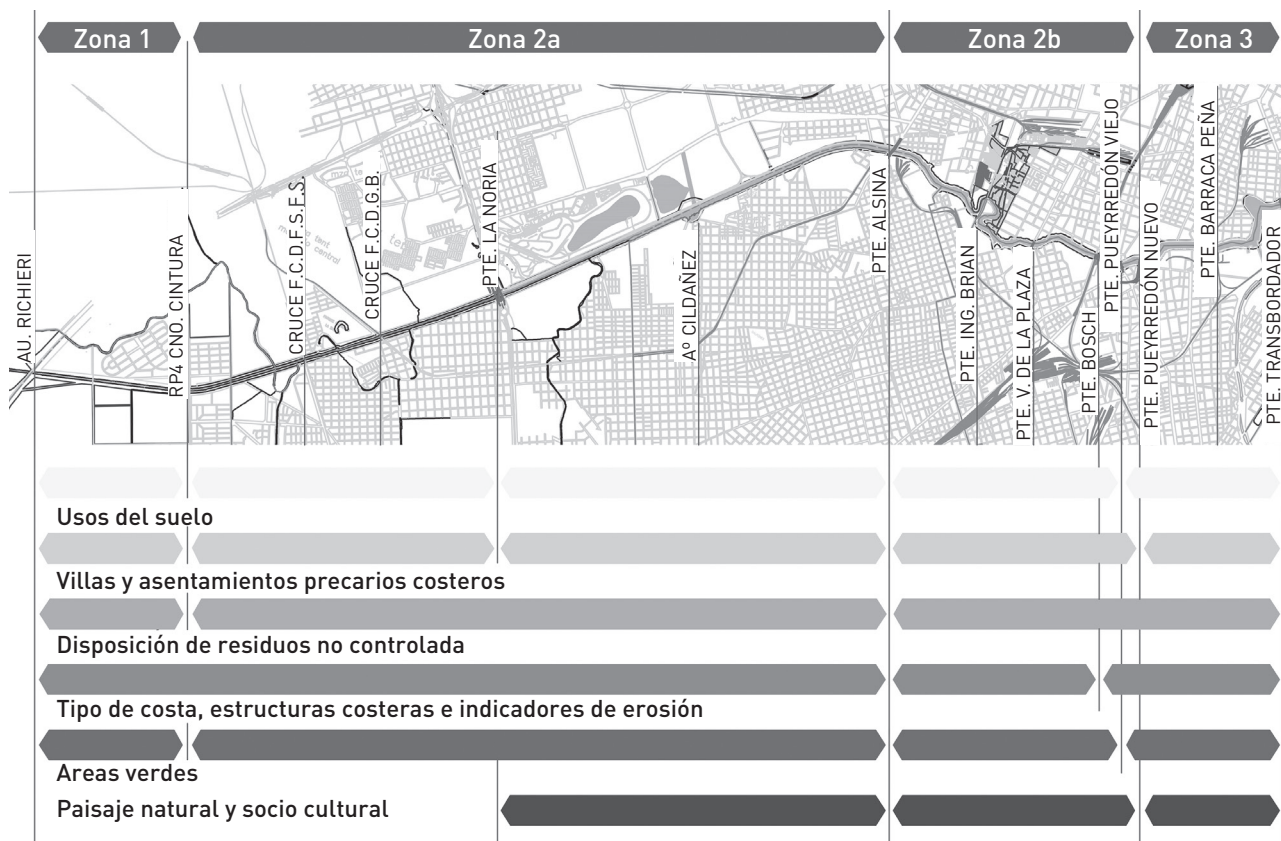 Zona 1
Zona 2a
Zona 2b
Zona 3
AU. RICHIERI
RP4 CNO. CINTURA
CRUCE F.C.D.F.S.F.S.
CRUCE F.C.D.G.B.
PTE. LA NORIA
Aº CILDAÑEZ
PTE. ALSINA
PTE. ING. BRIAN
PTE. V. DE LA PLAZA
PTE. BOSCH
PTE. PUEYRREDÓN VIEJO
PTE. PUEYRREDÓN NUEVO
PTE. BARRACA PEÑA
PTE. TRANSBORDADOR
Usos del suelo
Villas y asentamientos precarios costeros
Disposición de residuos no controlada
Tipo de costa, estructuras costeras e indicadores de erosión
Areas verdes
Paisaje natural y socio cultural